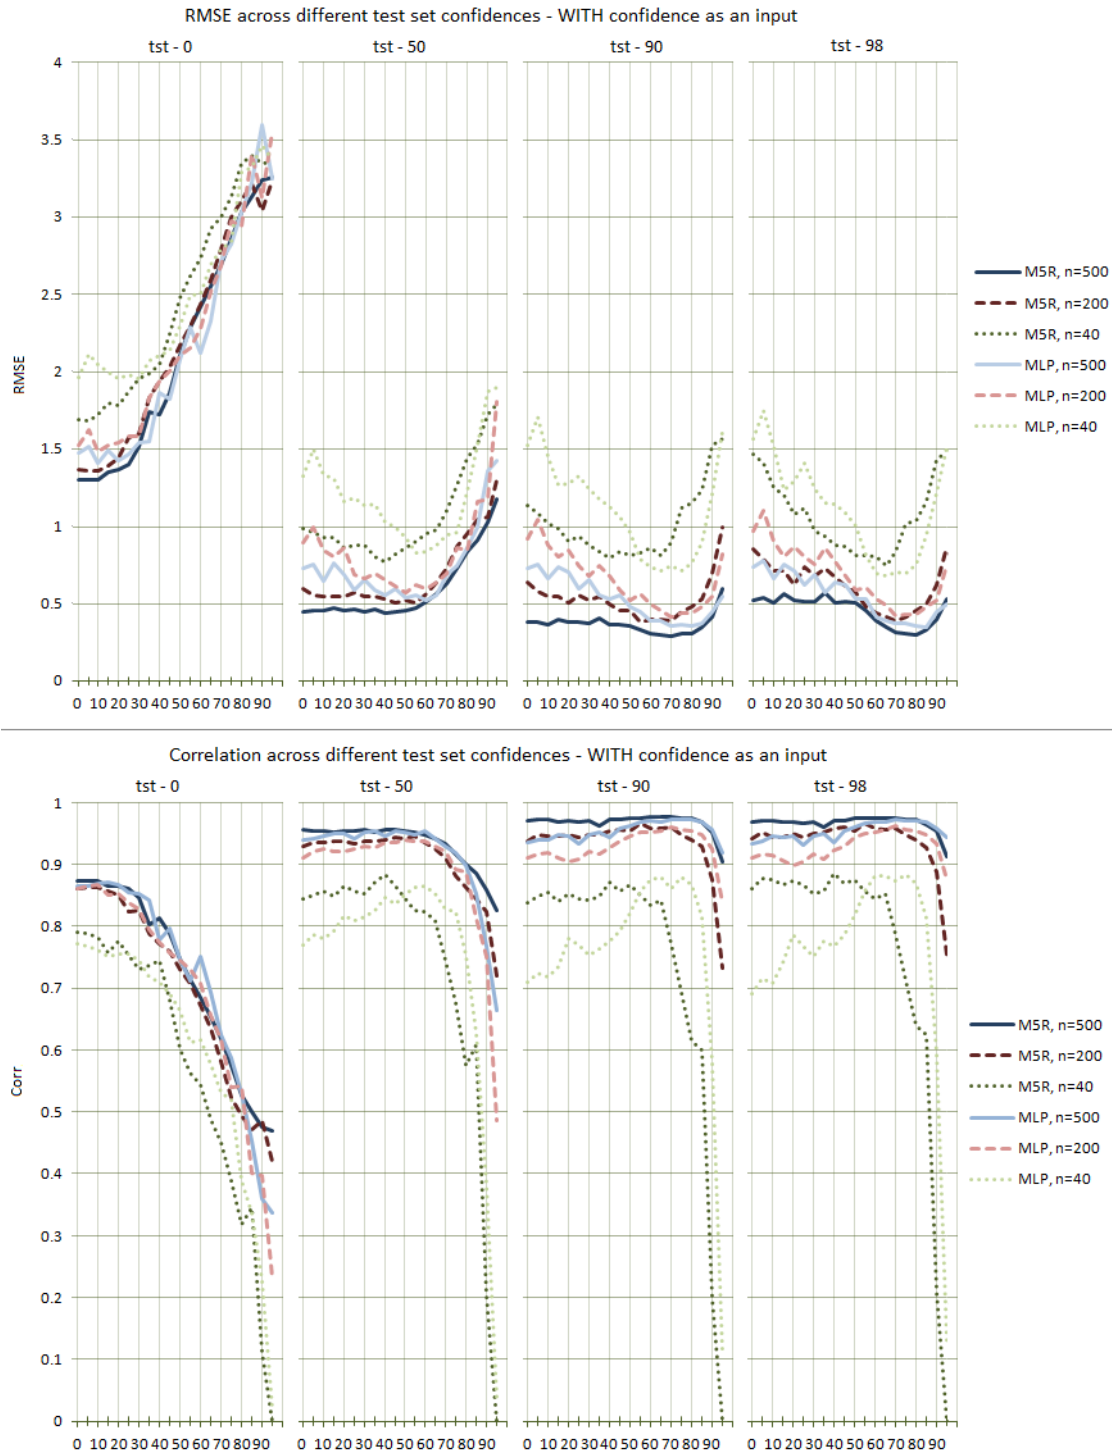 RMSE across different test set confidences - WITH confidence as an input
tst - 0 tst - 50 tst - 90 tst - 98
4
3.5
3
2.5
2
1.5
1
0.5
0
RMSE
0 10 20 30 40 50 60 70 80 90 0 10 20 30 40 50 60 70 80 90 0 10 20 30 40 50 60 70 80 90 0 10 20 30 40 50 60 70 80 90
M5R, n=500
M5R, n=200
M5R, n=40
MLP, n=500
MLP, n=200
MLP, n=40
Correlation across different test set confidences - WITH confidence as an input
tst - 0 tst - 50 tst - 90 tst - 98
1
0.9
0.8
0.7
0.6
0.5
0.4
0.3
0.2
0.1
0
Corr
0 10 20 30 40 50 60 70 80 90 0 10 20 30 40 50 60 70 80 90 0 10 20 30 40 50 60 70 80 90 0 10 20 30 40 50 60 70 80 90
M5R, n=500
M5R, n=200
M5R, n=40
MLP, n=500
MLP, n=200
MLP, n=40